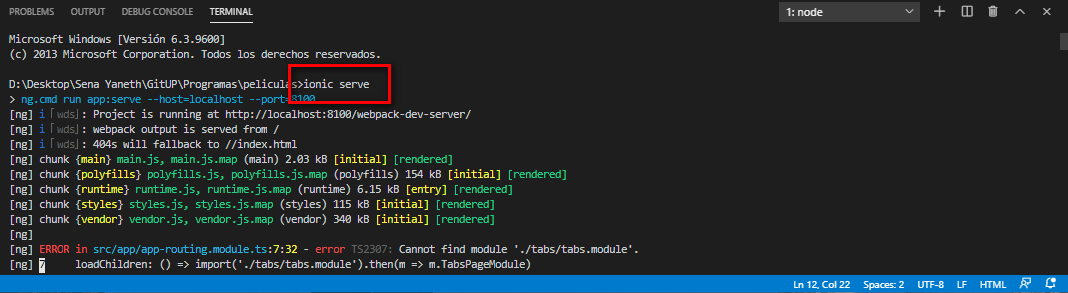 PROBLEMS OUTPUT DEBUG CONSOLE TERMINAL 1: node
Microsoft Windows [Versión 6.3.9600]
(c) 2013 Microsoft Corporation. Todos los derechos reservados.
D:\Desktop\Sena Yaneth\GitUP\Programas\peliculas>ionic serve
> ng.cmd run app:serve --host=localhost --port=8100
[ng] i ｢wds｣: Project is running at http://localhost:8100/webpack-dev-server/
[ng] i ｢wds｣: webpack output is served from /
[ng] i ｢wds｣: 404s will fallback to //index.html
[ng] chunk {main} main.js, main.js.map (main) 2.03 kB [initial] [rendered]
[ng] chunk {polyfills} polyfills.js, polyfills.js.map (polyfills) 154 kB [initial] [rendered]
[ng] chunk {runtime} runtime.js, runtime.js.map (runtime) 6.15 kB [entry] [rendered]
[ng] chunk {styles} styles.js, styles.js.map (styles) 115 kB [initial] [rendered]
[ng] chunk {vendor} vendor.js, vendor.js.map (vendor) 340 kB [initial] [rendered]
[ng]
[ng] ERROR in src/app/app-routing.module.ts:7:32 - error TS2307: Cannot find module './tabs/tabs.module'.
[ng] 7 loadChildren: () => import('./tabs/tabs.module').then(m => m.TabsPageModule)
Ln 12, Col 22 Spaces: 2 UTF-8 LF HTML